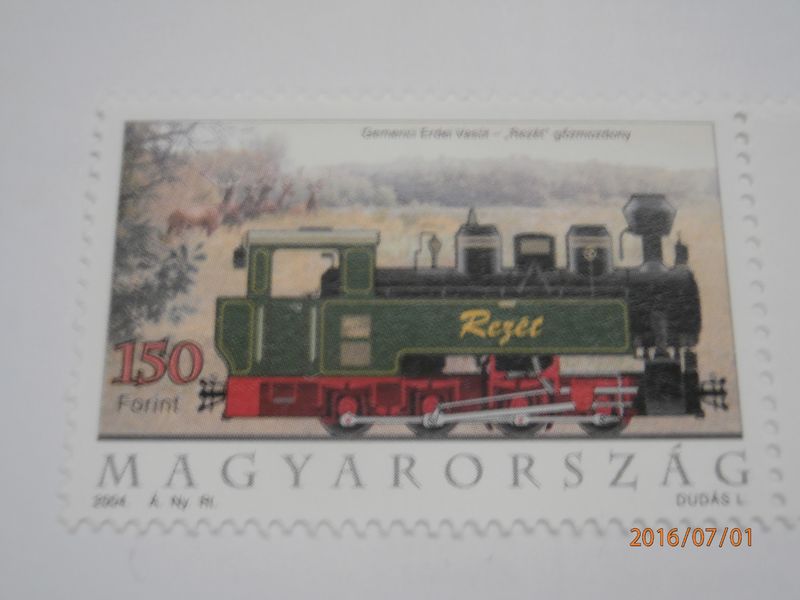 Gemenci Erdei Vasút – „Rezét” gőzmozdony
Rezét
150
Forint
MAGYARORSZÁG
2004. Á. Ny. Rt. DUDÁS L.
2016/07/01